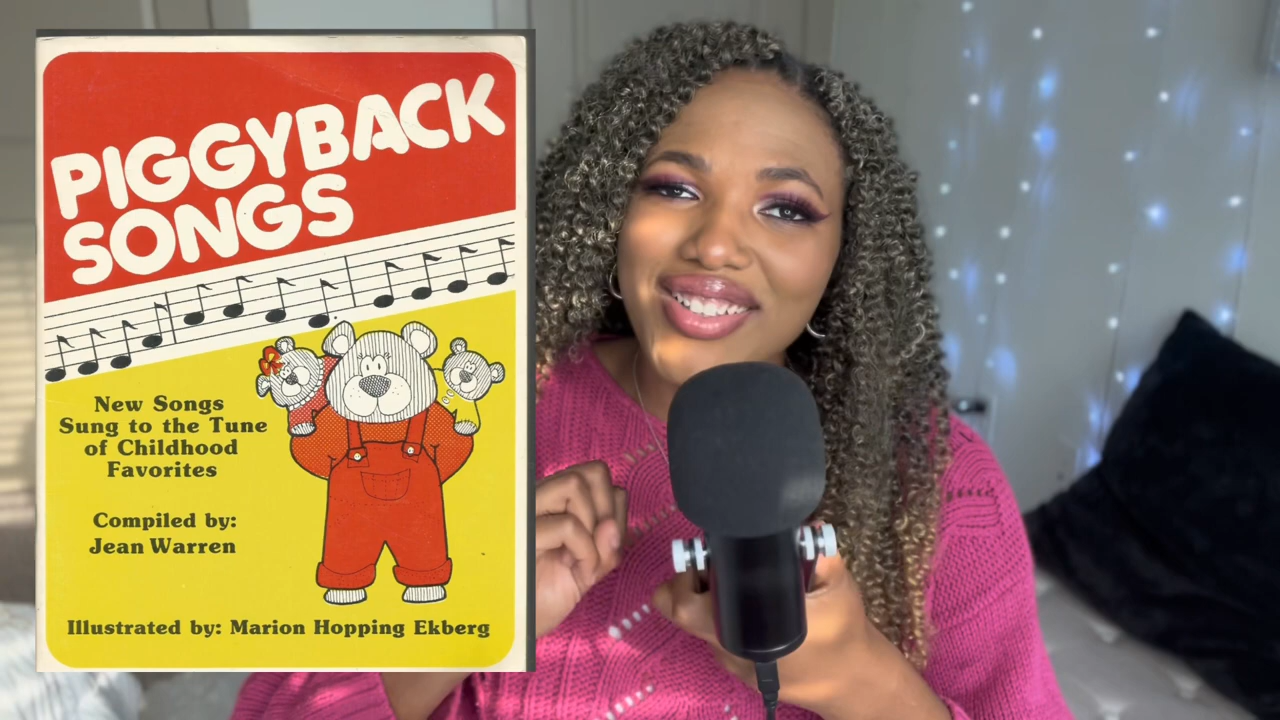 PIGGYBACK
SONGS
New Songs
Sung to the Tune
of Childhood
Favorites
Compiled by:
Jean Warren
Illustrated by: Marion Hopping Ekberg